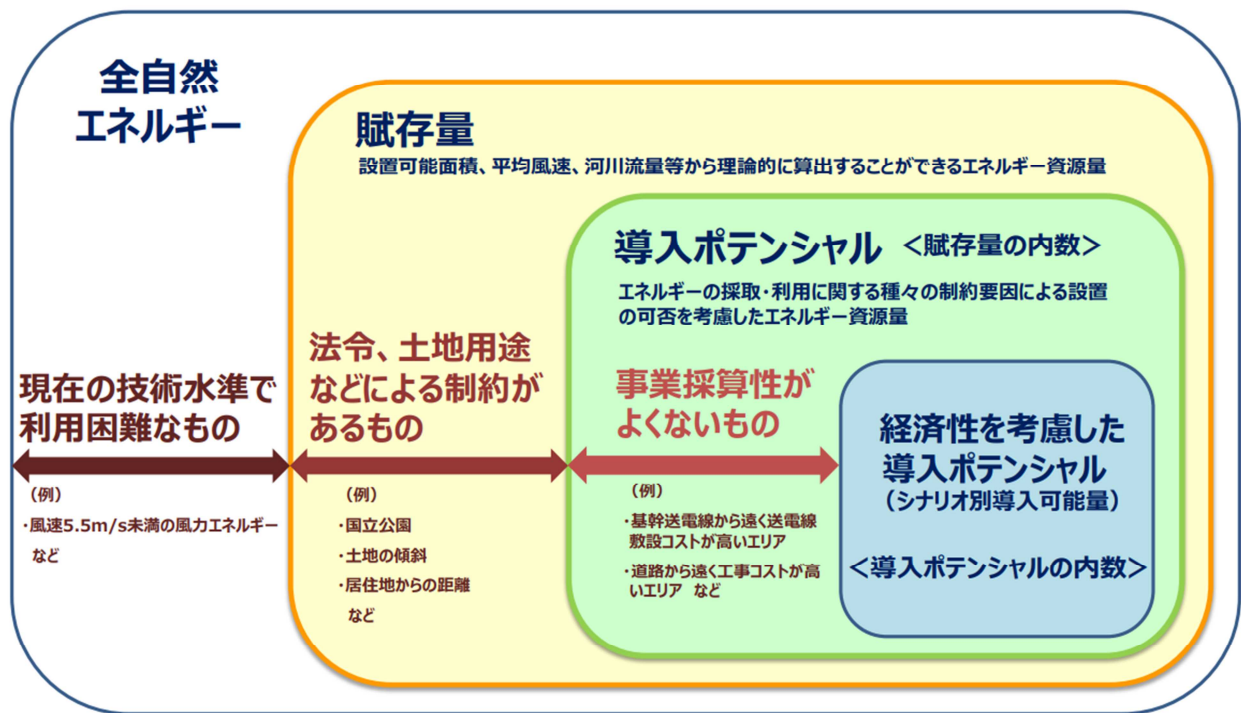 全自然
エネルギー
賦存量
設置可能面積、平均風速、河川流量等から理論的に算出することができるエネルギー資源量
導入ポテンシャル <賦存量の内数>
エネルギーの採取・利用に関する種々の制約要因による設置
の可否を考慮したエネルギー資源量
現在の技術水準で
利用困難なもの
(例)
・風速5.5m/s未満の風力エネルギー
など
法令、土地用途
などによる制約が
あるもの
(例)
・国立公園
・土地の傾斜
・居住地からの距離
など
事業採算性が
よくないもの
(例)
・基幹送電線から遠く送電線
敷設コストが高いエリア
・道路から遠く工事コストが高
いエリア など
経済性を考慮した
導入ポテンシャル
(シナリオ別導入可能量)
<導入ポテンシャルの内数>